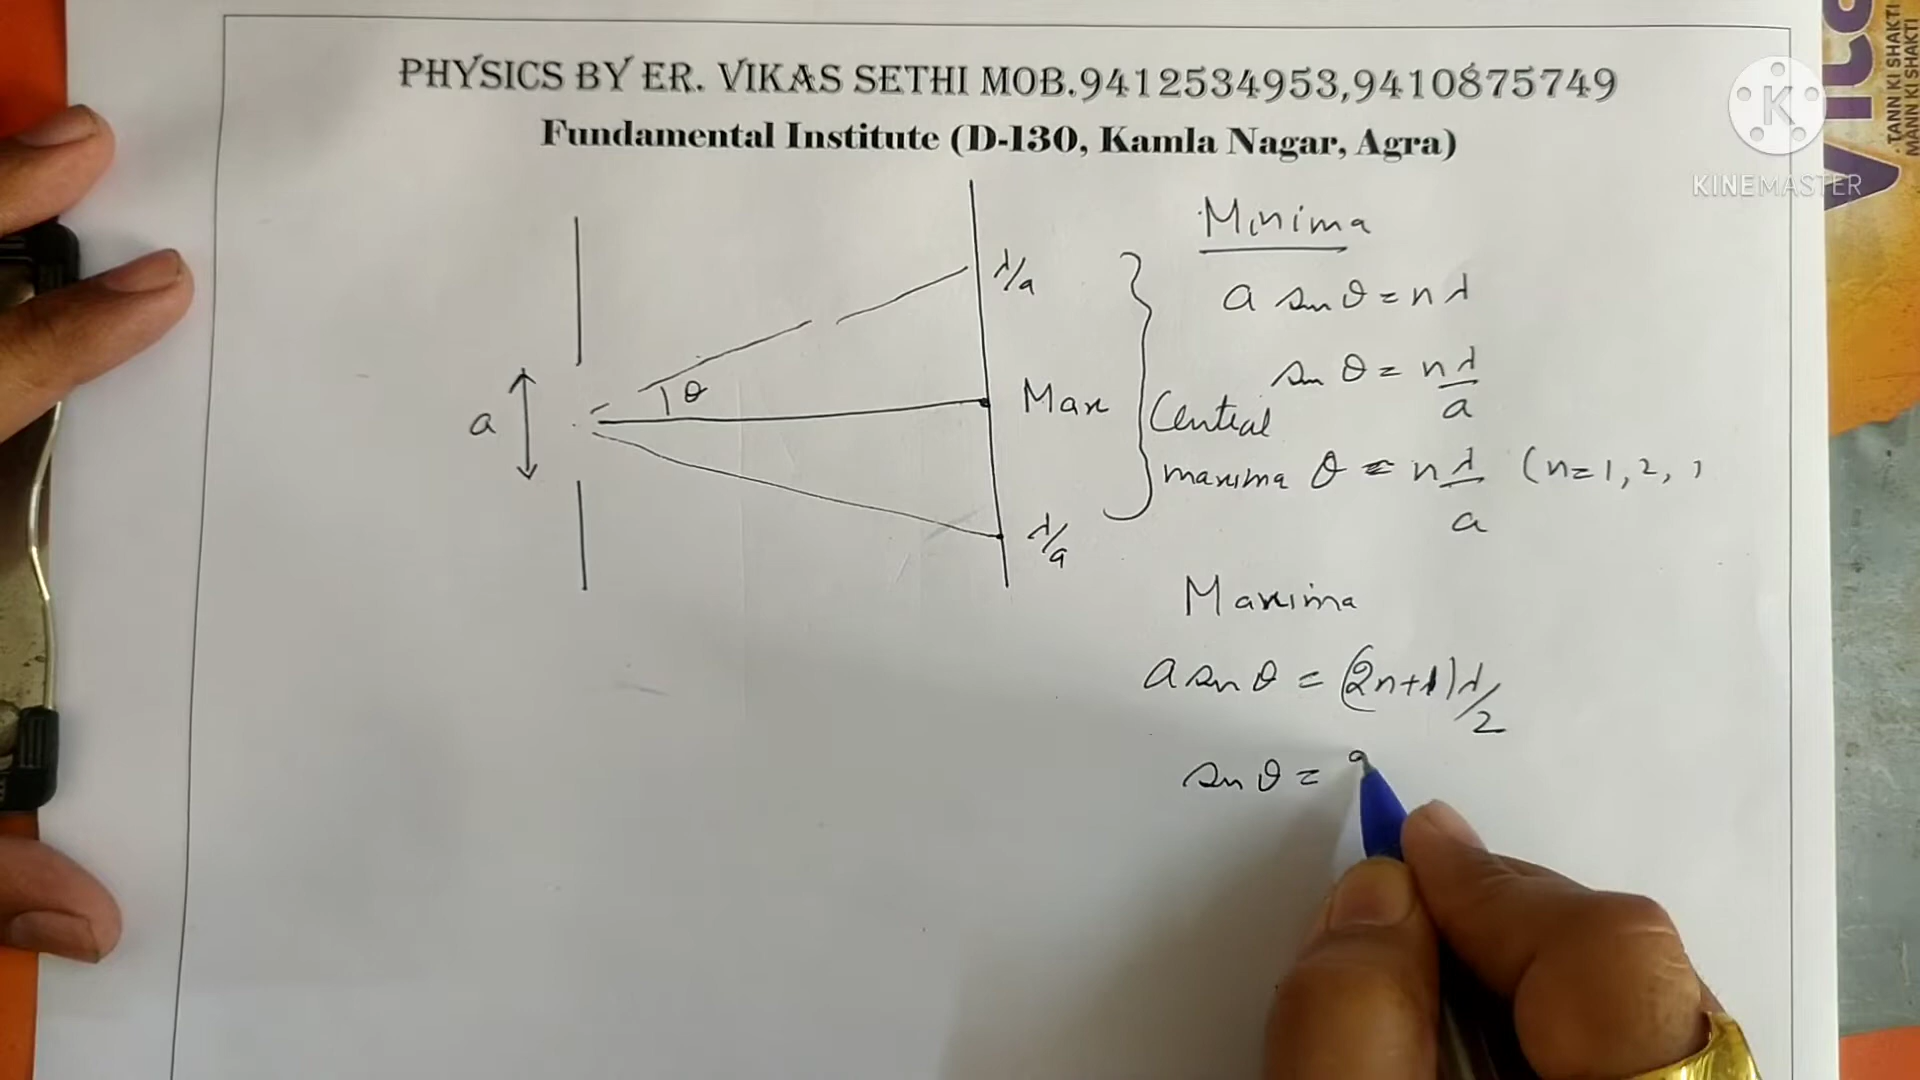 PHYSICS BY ER. VIKAS SETHI MOB.9412534953,9410875749
Fundamental Institute (D-130, Kamla Nagar, Agra)
K
KINEMASTER
Vita
TANN KI SHAKTI
MANN KI SHAKTI
Minima
λ/a
a sin θ = nλ
sin θ = nλ/a
θ
Max
Central
a
maxima θ = nλ/a (n=1, 2, )
λ/a
Maxima
a sin θ = (2n+1)λ/2
sin θ =